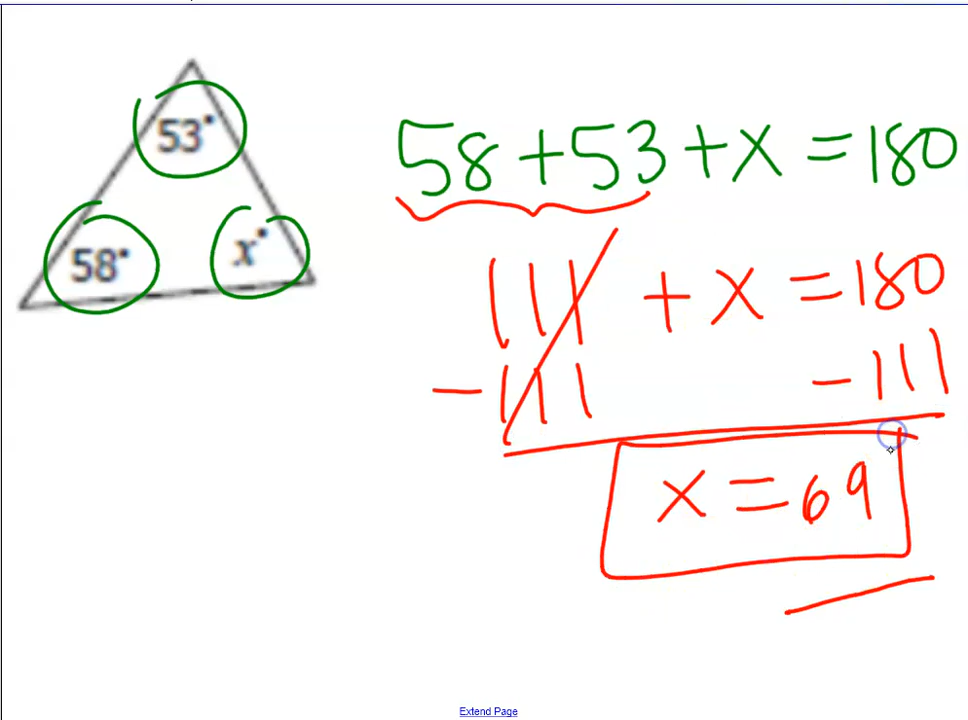 53°
58°
x°
58 + 53 + x = 180
111 + x = 180
- 111 - 111
x = 69
Extend Page